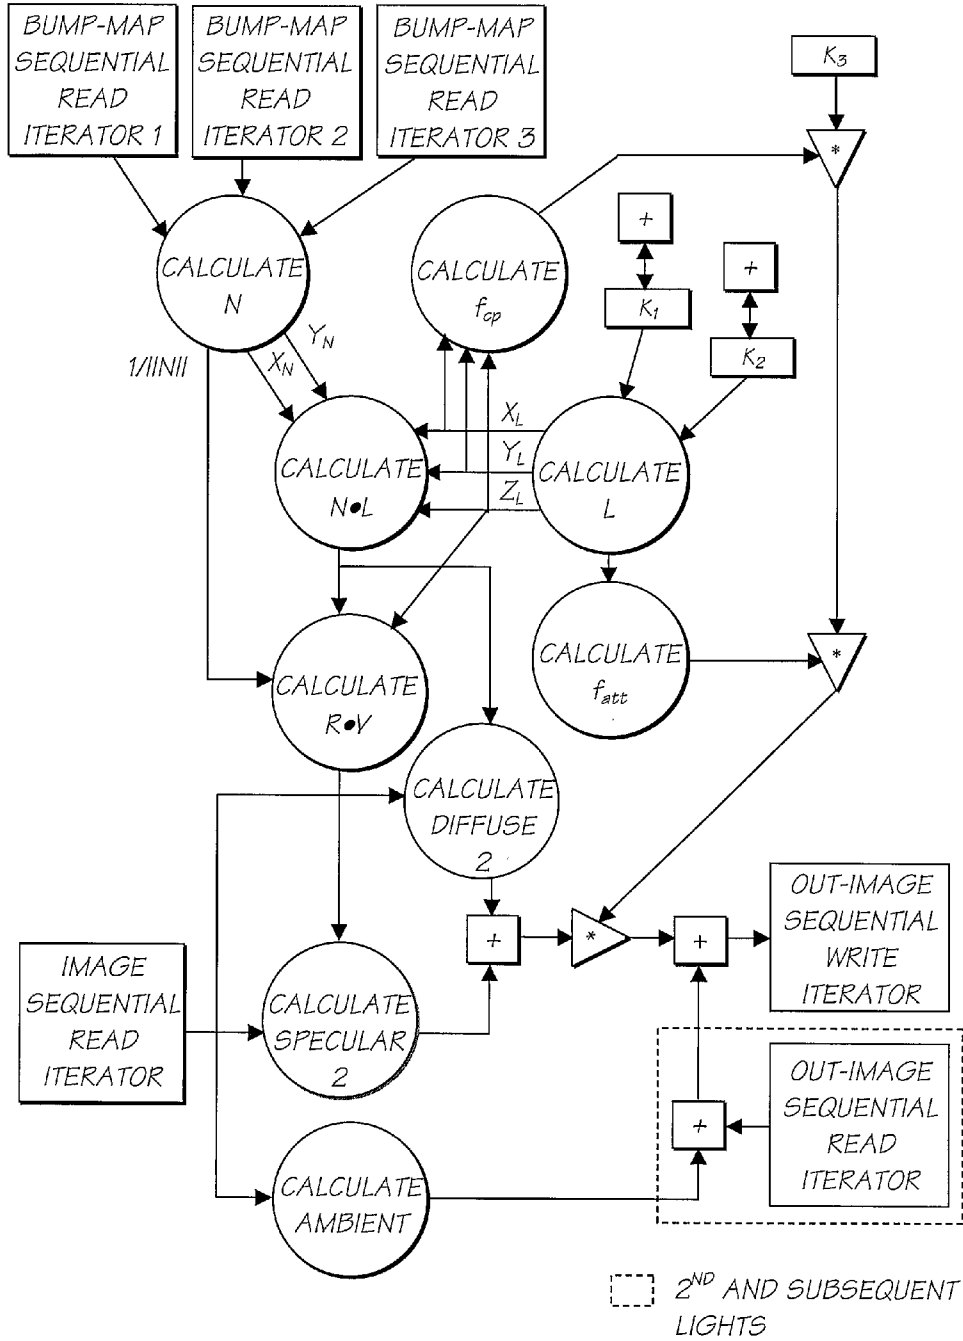 BUMP-MAP
SEQUENTIAL
READ
ITERATOR 1
BUMP-MAP
SEQUENTIAL
READ
ITERATOR 2
BUMP-MAP
SEQUENTIAL
READ
ITERATOR 3
K3
*
CALCULATE
N
CALCULATE
fcp
+
K1
+
K2
1/IINII
XN
YN
CALCULATE
N•L
XL
YL
ZL
CALCULATE
L
CALCULATE
R•V
CALCULATE
fatt
*
CALCULATE
DIFFUSE
2
+
*
+
OUT-IMAGE
SEQUENTIAL
WRITE
ITERATOR
IMAGE
SEQUENTIAL
READ
ITERATOR
CALCULATE
SPECULAR
2
+
OUT-IMAGE
SEQUENTIAL
READ
ITERATOR
CALCULATE
AMBIENT
2ND AND SUBSEQUENT
LIGHTS